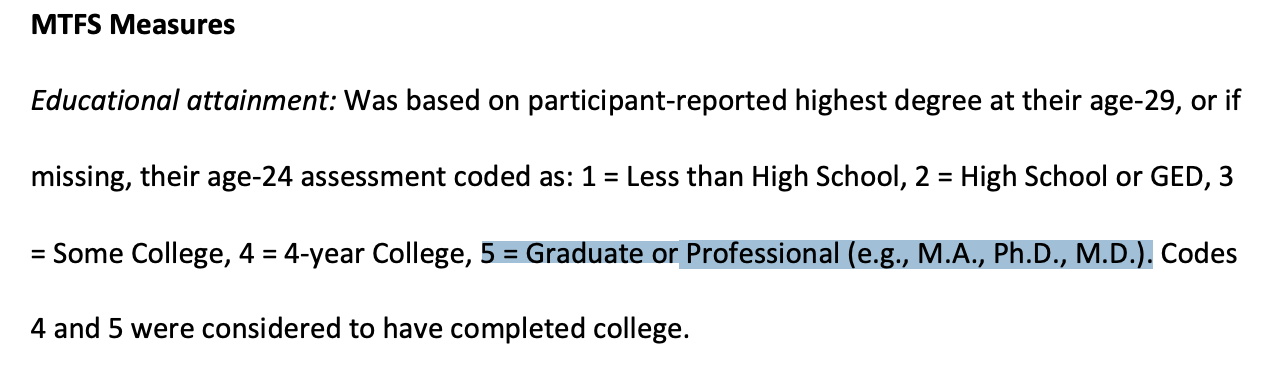 MTFS Measures
Educational attainment: Was based on participant-reported highest degree at their age-29, or if
missing, their age-24 assessment coded as: 1 = Less than High School, 2 = High School or GED, 3
= Some College, 4 = 4-year College, 5 = Graduate or Professional (e.g., M.A., Ph.D., M.D.). Codes
4 and 5 were considered to have completed college.